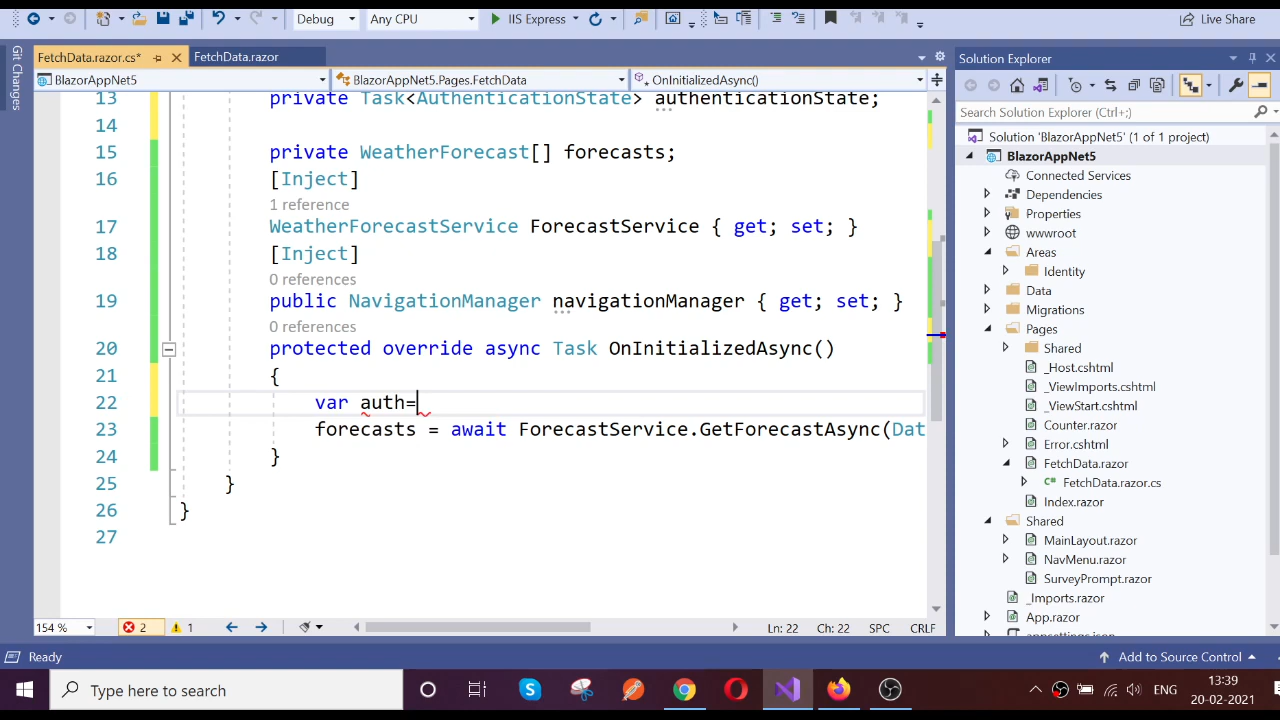 Debug
Any CPU
IIS Express
Live Share
Git Changes
FetchData.razor.cs*
FetchData.razor
BlazorAppNet5
BlazorAppNet5.Pages.FetchData
OnInitializedAsync()
13 private Task<AuthenticationState> authenticationState;
14
15 private WeatherForecast[] forecasts;
16 [Inject]
1 reference
17 WeatherForecastService ForecastService { get; set; }
18 [Inject]
0 references
19 public NavigationManager navigationManager { get; set; }
0 references
20 protected override async Task OnInitializedAsync()
21 {
22 var auth=
23 forecasts = await ForecastService.GetForecastAsync(Dat
24 }
25 }
26 }
27
154 %
2
1
Ln: 22 Ch: 22 SPC CRLF
Solution Explorer
Search Solution Explorer (Ctrl+;)
Solution 'BlazorAppNet5' (1 of 1 project)
BlazorAppNet5
Connected Services
Dependencies
Properties
wwwroot
Areas
Identity
Data
Migrations
Pages
Shared
_Host.cshtml
_ViewImports.cshtml
_ViewStart.cshtml
Counter.razor
Error.cshtml
FetchData.razor
FetchData.razor.cs
Index.razor
Shared
MainLayout.razor
NavMenu.razor
SurveyPrompt.razor
_Imports.razor
App.razor
appsettings.json
Ready
Add to Source Control
Type here to search
ENG
13:39
20-02-2021